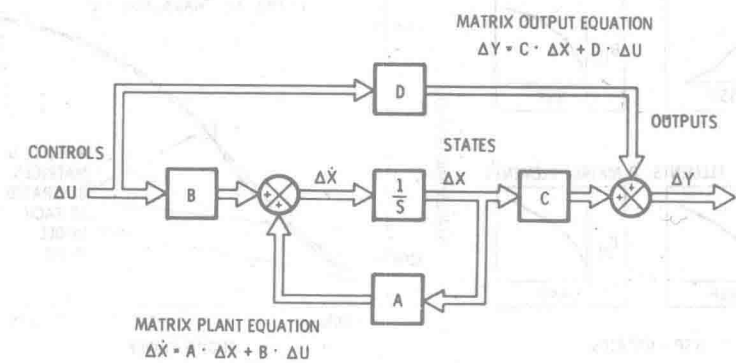 MATRIX OUTPUT EQUATION
ΔY = C · ΔẊ + D · ΔU
D
OUTPUTS
CONTROLS
STATES
ΔU
B
+
+
ΔẊ
1
S
ΔX
C
+
+
ΔY
A
MATRIX PLANT EQUATION
ΔẊ = A · ΔX + B · ΔU